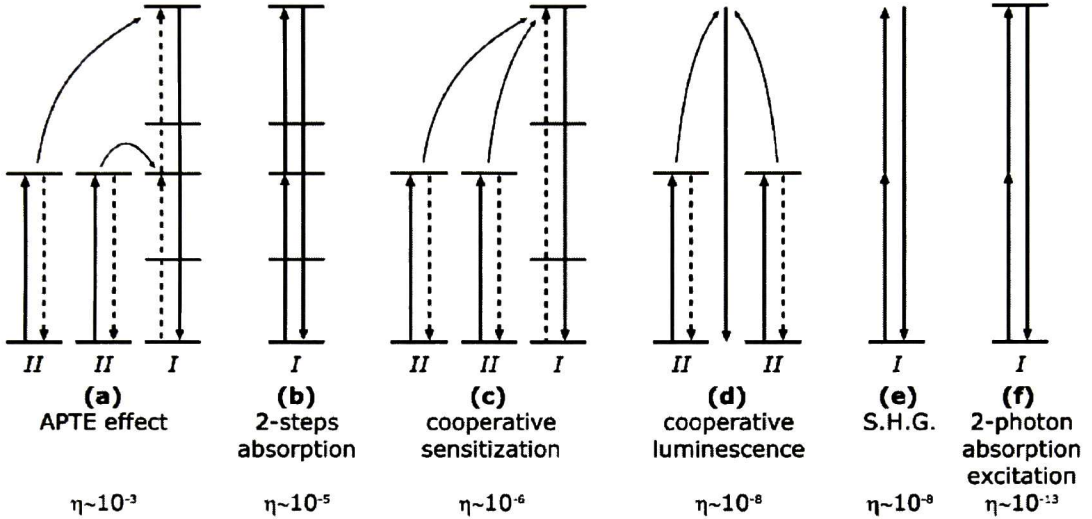 II II I II II I II II I
(a) (b) (c) (d) (e) (f)
APTE effect 2-steps cooperative cooperative S.H.G. 2-photon
absorption sensitization luminescence absorption
excitation
η~10⁻³ η~10⁻⁵ η~10⁻⁶ η~10⁻⁸ η~10⁻⁸ η~10⁻¹³